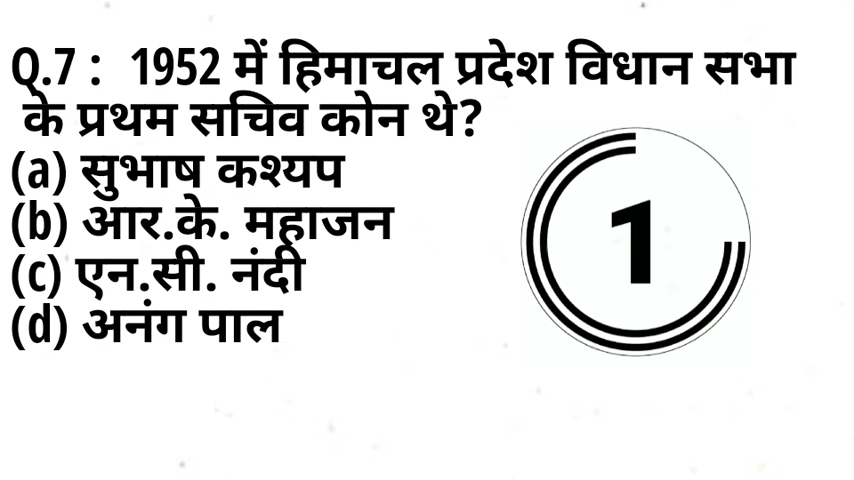 Q.7 : 1952 में हिमाचल प्रदेश विधान सभा
के प्रथम सचिव कोन थे?
(a) सुभाष कश्यप
(b) आर.के. महाजन
(c) एन.सी. नंदी
(d) अनंग पाल
1